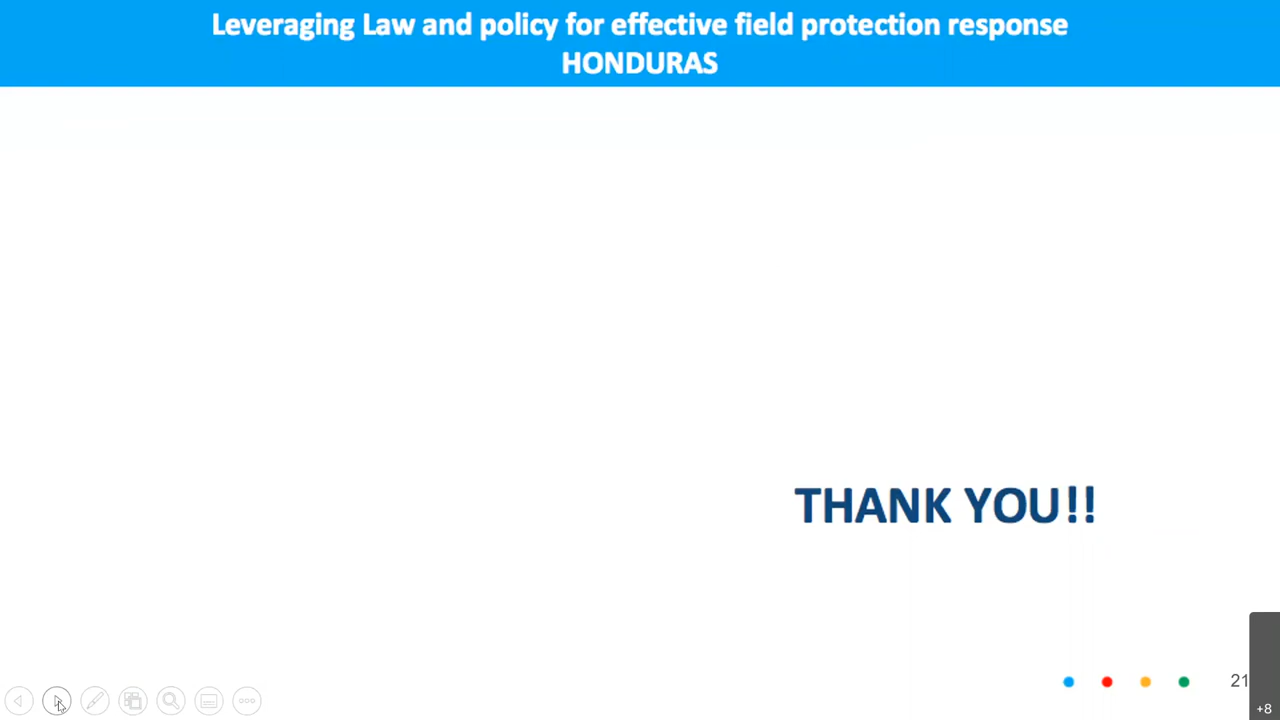 Leveraging Law and policy for effective field protection response
HONDURAS
THANK YOU!!
21
+8